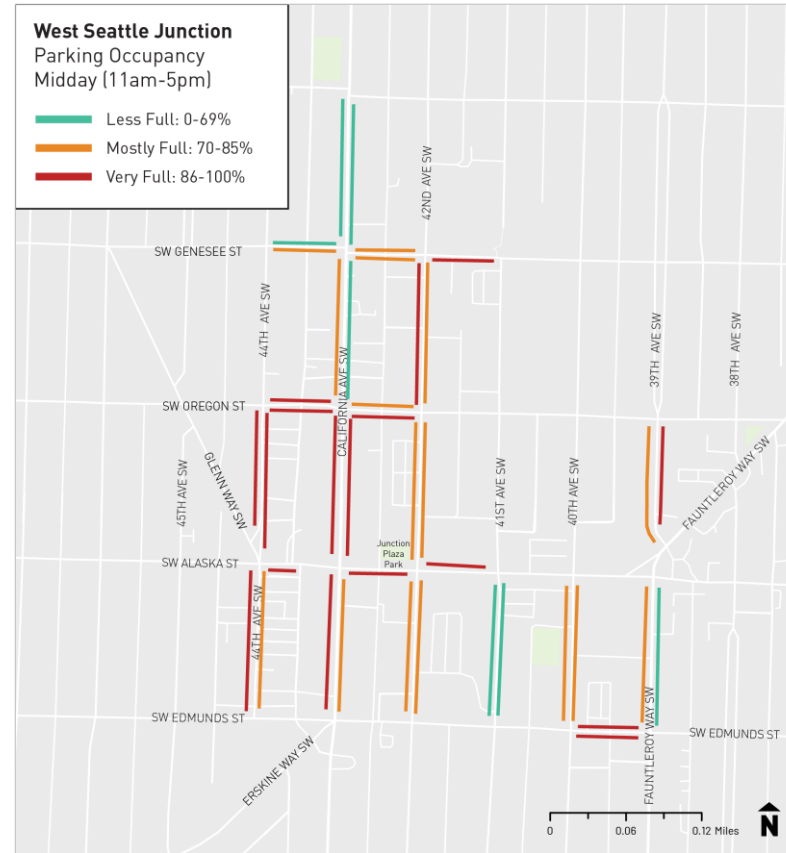 West Seattle Junction
Parking Occupancy
Midday (11am-5pm)
Less Full: 0-69%
Mostly Full: 70-85%
Very Full: 86-100%
42ND AVE SW
SW GENESEE ST
44TH AVE SW
39TH AVE SW
38TH AVE SW
CALIFORNIA AVE SW
SW OREGON ST
GLENN WAY SW
45TH AVE SW
41ST AVE SW
40TH AVE SW
FAUNTLEROY WAY SW
Junction
Plaza
Park
SW ALASKA ST
44TH AVE SW
FAUNTLEROY WAY SW
SW EDMUNDS ST
SW EDMUNDS ST
ERSKINE WAY SW
0
0.06
0.12 Miles
N